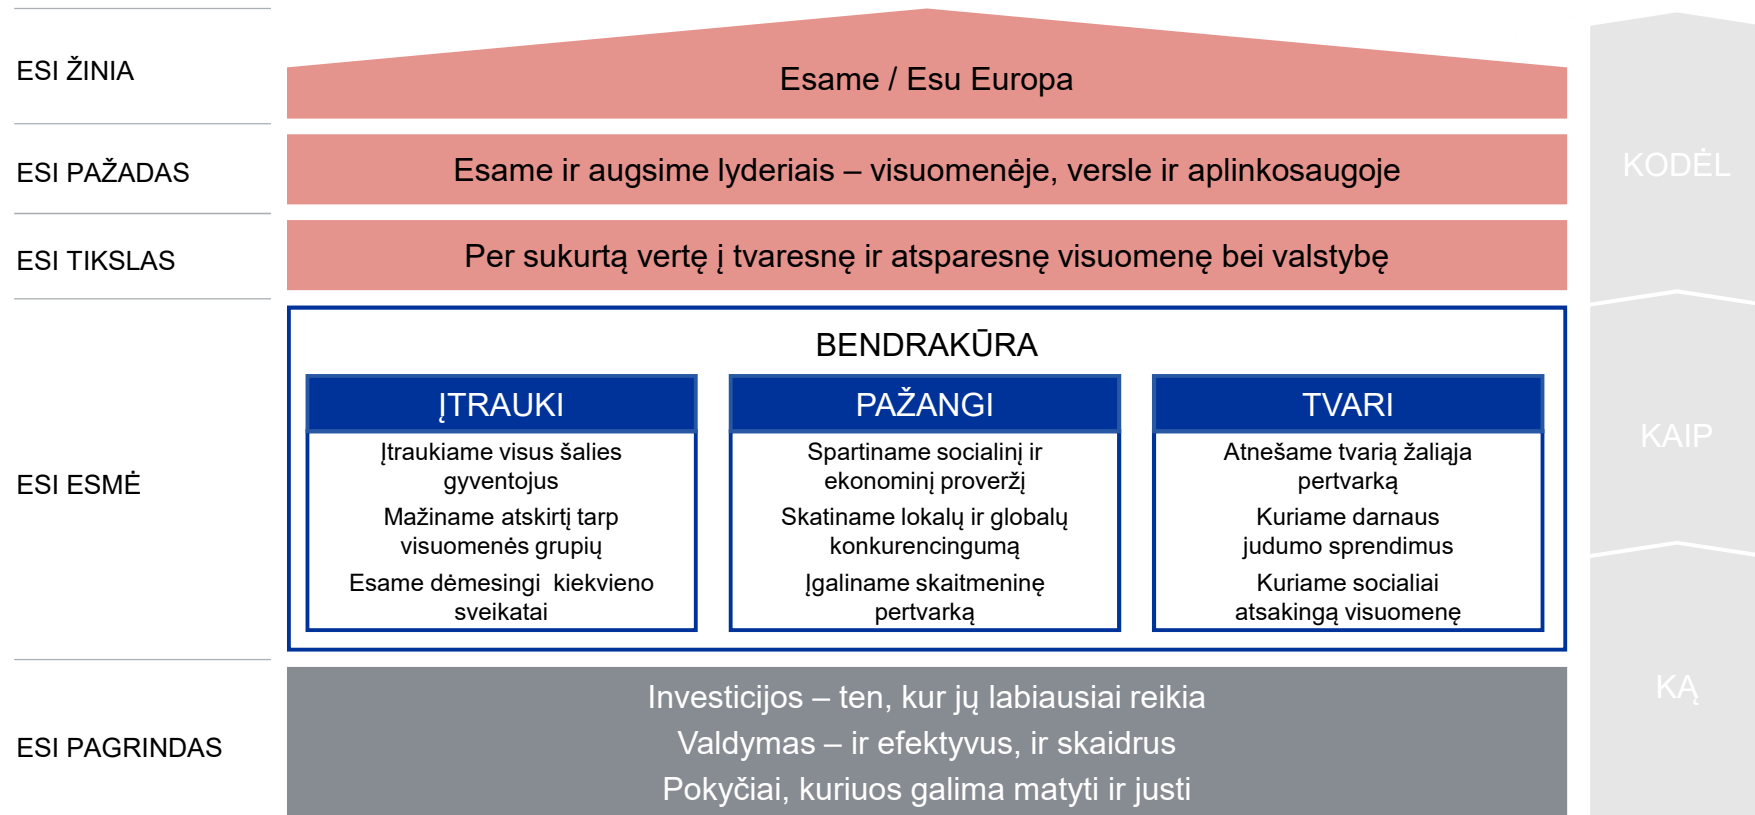 ESI ŽINIA
Esame / Esu Europa
ESI PAŽADAS
Esame ir augsime lyderiais – visuomenėje, versle ir aplinkosaugoje
KODĖL
ESI TIKSLAS
Per sukurtą vertę į tvaresnę ir atsparesnę visuomenę bei valstybę
ESI ESMĖ
BENDRAKŪRA
ĮTRAUKI
Įtraukiame visus šalies
gyventojus
Mažiname atskirtį tarp
visuomenės grupių
Esame dėmesingi  kiekvieno
sveikatai
PAŽANGI
Spartiname socialinį ir
ekonominį proveržį
Skatiname lokalų ir globalų
konkurencingumą
Įgaliname skaitmeninę
pertvarką
TVARI
Atnešame tvarią žaliąja
pertvarką
Kuriame darnaus
judumo sprendimus
Kuriame socialiai
atsakingą visuomenę
KAIP
ESI PAGRINDAS
Investicijos – ten, kur jų labiausiai reikia
Valdymas – ir efektyvus, ir skaidrus
Pokyčiai, kuriuos galima matyti ir justi
KĄ